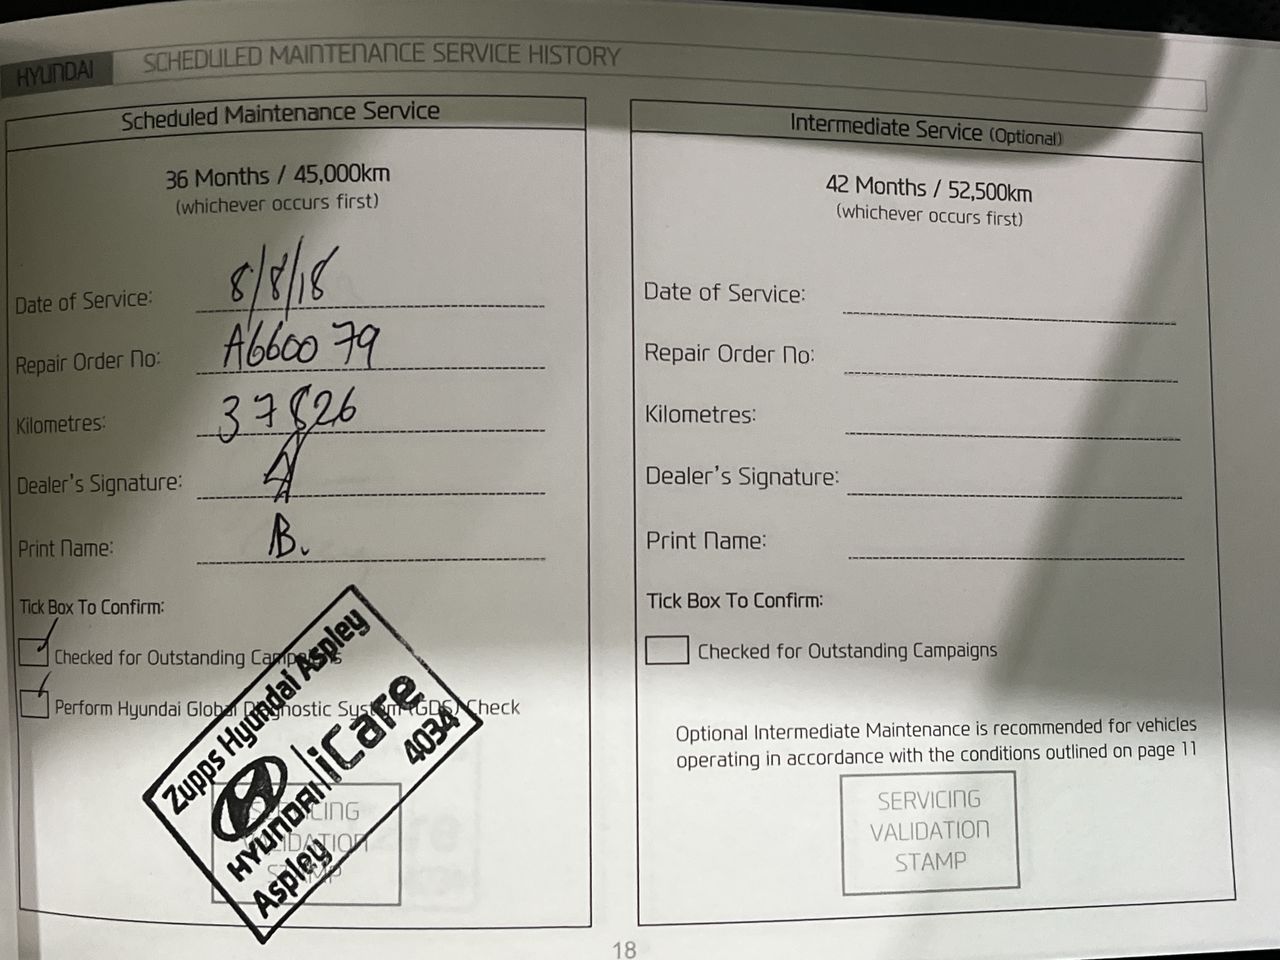 HYUNDAI
SCHEDULED MAINTENANCE SERVICE HISTORY
Scheduled Maintenance Service
36 Months / 45,000km
(whichever occurs first)
Date of Service: 8/8/18
Repair Order No: A6600 79
Kilometres: 37826
Dealer's Signature:
Print Name: B.
Tick Box To Confirm:
Checked for Outstanding Campaigns
Perform Hyundai Global Diagnostic System (GDS) Check
Zupps Hyundai Aspley
HYUNDAI iCare
Aspley 4034
SERVICING
VALIDATION
STAMP
Intermediate Service (Optional)
42 Months / 52,500km
(whichever occurs first)
Date of Service:
Repair Order No:
Kilometres:
Dealer's Signature:
Print Name:
Tick Box To Confirm:
Checked for Outstanding Campaigns
Optional Intermediate Maintenance is recommended for vehicles
operating in accordance with the conditions outlined on page 11
SERVICING
VALIDATION
STAMP
18